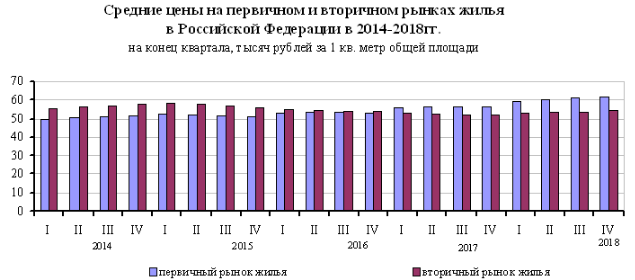 Средние цены на первичном и вторичном рынках жилья
в Российской Федерации в 2014-2018гг.
на конец квартала, тысяч рублей за 1 кв. метр общей площади
70
60
50
40
30
20
10
0
I II III IV I II III IV I II III IV I II III IV I II III IV
2014 2015 2016 2017 2018
первичный рынок жилья вторичный рынок жилья